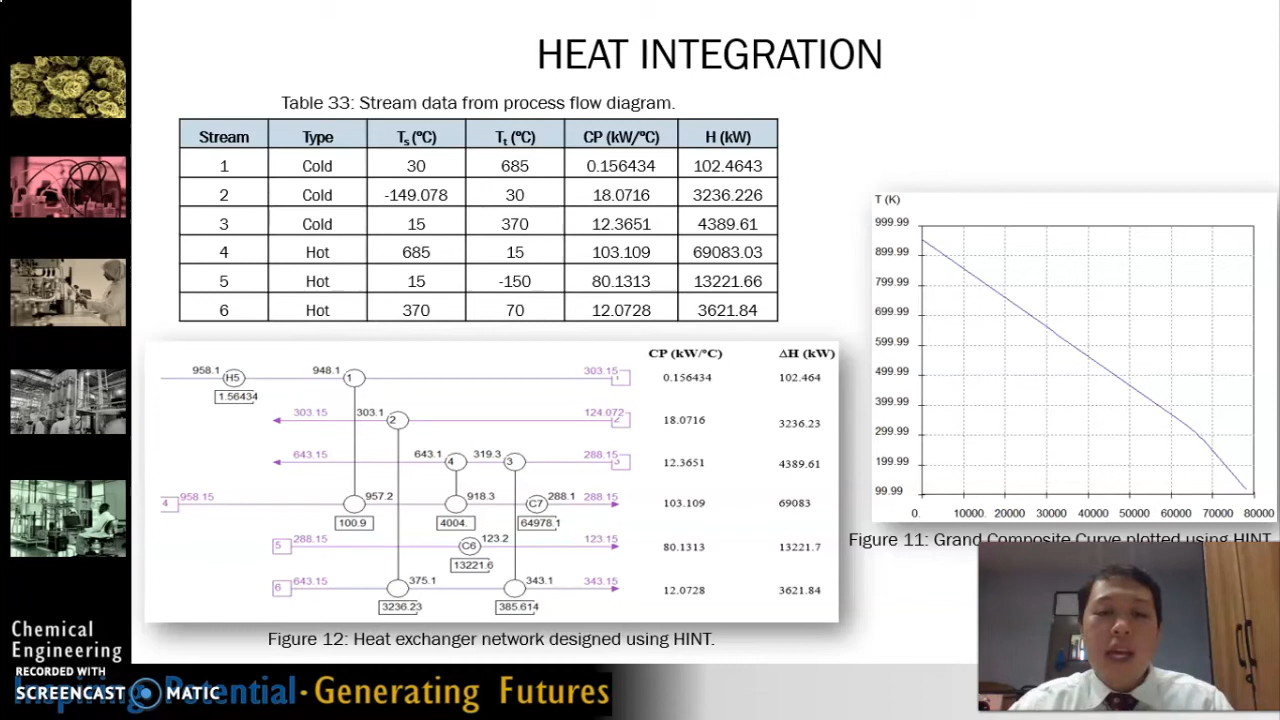 HEAT INTEGRATION
Table 33: Stream data from process flow diagram.
Stream Type Ts (°C) Tt (°C) CP (kW/°C) H (kW)
1 Cold 30 685 0.156434 102.4643
2 Cold -149.078 30 18.0716 3236.226
3 Cold 15 370 12.3651 4389.61
4 Hot 685 15 103.109 69083.03
5 Hot 15 -150 80.1313 13221.66
6 Hot 370 70 12.0728 3621.84
T (K)
999.99
899.99
799.99
699.99
599.99
499.99
399.99
299.99
199.99
99.99
0. 10000 20000 30000 40000 50000 60000 70000 80000
Figure 11: Grand Composite Curve plotted using HINT.
CP (kW/°C) ΔH (kW)
958.1 H5 948.1 1 303.15 1 0.156434 102.464
1.56434
303.15 303.1 2 124.072 2 18.0716 3236.23
643.15 643.1 4 319.3 3 288.15 3 12.3651 4389.61
4 958.15 957.2 918.3 C7 288.1 288.15 103.109 69083
100.9 4004. 64978.1
5 288.15 C6 123.2 123.15 80.1313 13221.7
13221.6
6 643.15 375.1 343.1 343.15 12.0728 3621.84
3236.23 385.614
Figure 12: Heat exchanger network designed using HINT.
Chemical
Engineering
RECORDED WITH
SCREENCAST MATIC
Inspiring Potential · Generating Futures